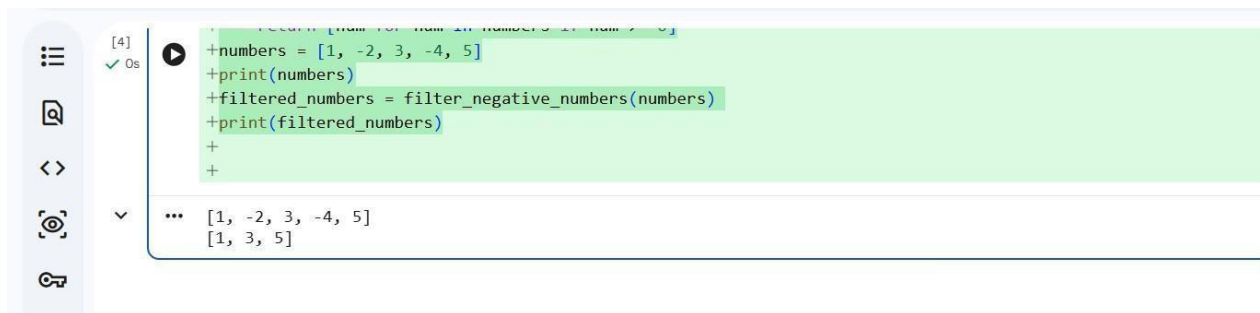 [4]
0s
+numbers = [1, -2, 3, -4, 5]
+print(numbers)
+filtered_numbers = filter_negative_numbers(numbers)
+print(filtered_numbers)
+
+
[1, -2, 3, -4, 5]
[1, 3, 5]